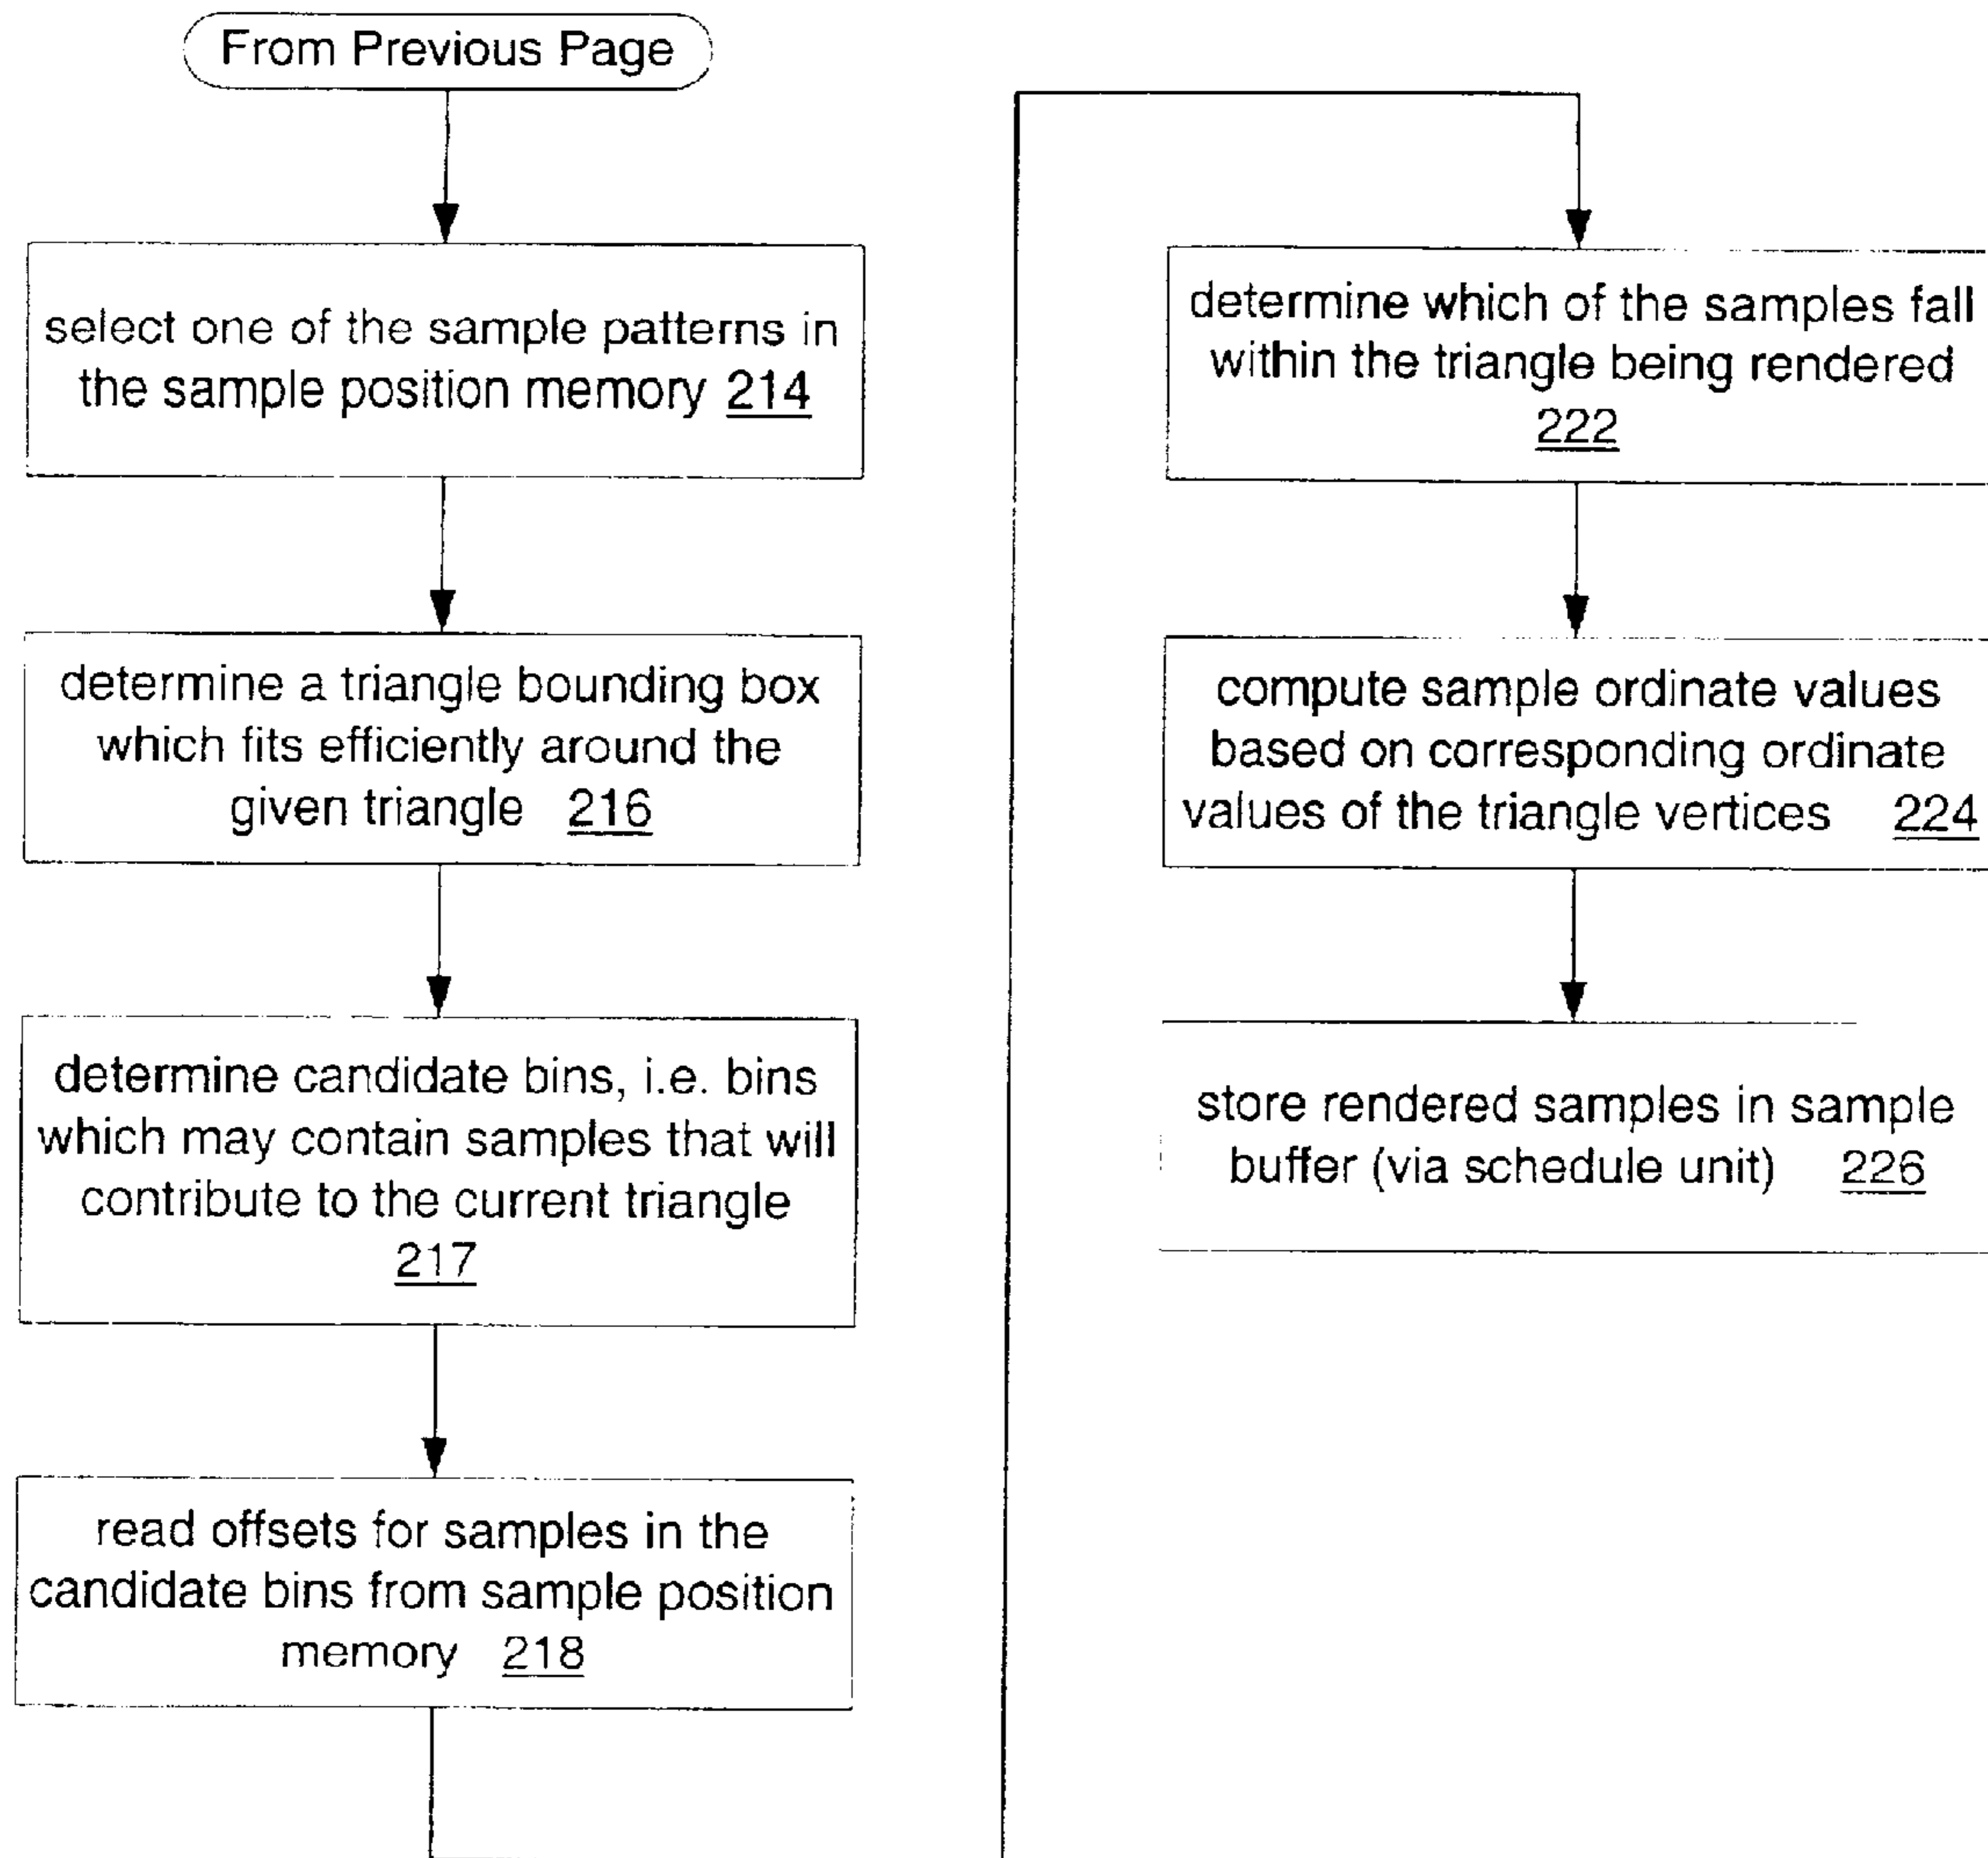 From Previous Page
select one of the sample patterns in
the sample position memory 214
determine a triangle bounding box
which fits efficiently around the
given triangle 216
determine candidate bins, i.e. bins
which may contain samples that will
contribute to the current triangle
217
read offsets for samples in the
candidate bins from sample position
memory 218
determine which of the samples fall
within the triangle being rendered
222
compute sample ordinate values
based on corresponding ordinate
values of the triangle vertices 224
store rendered samples in sample
buffer (via schedule unit) 226